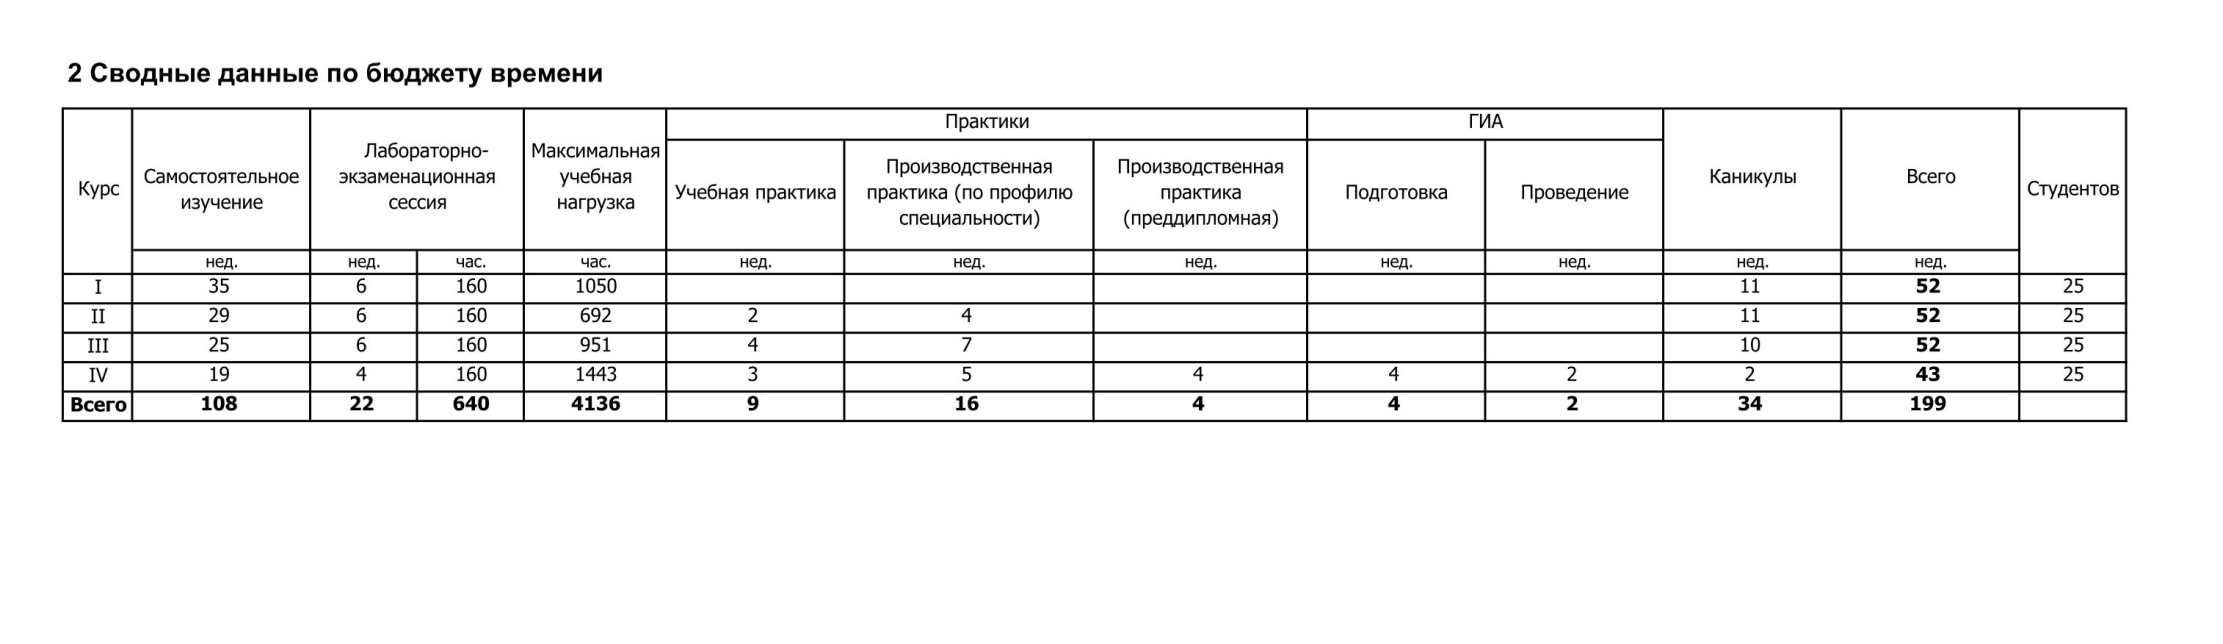 2 Сводные данные по бюджету времени
Курс
Самостоятельное
изучение
Лабораторно-
экзаменационная
сессия
Максимальная
учебная
нагрузка
Практики
Учебная практика
Производственная
практика (по профилю
специальности)
Производственная
практика
(преддипломная)
ГИА
Подготовка
Проведение
Каникулы
Всего
Студентов
нед. нед. час. час. нед. нед. нед. нед. нед. нед. нед.
I 35 6 160 1050 11 52 25
II 29 6 160 692 2 4 11 52 25
III 25 6 160 951 4 7 10 52 25
IV 19 4 160 1443 3 5 4 4 2 2 43 25
Всего 108 22 640 4136 9 16 4 4 2 34 199